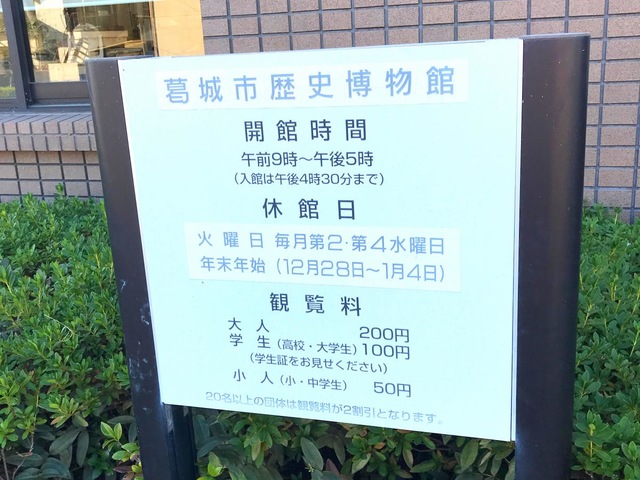 葛城市歴史博物館
開館時間
午前9時～午後5時
(入館は午後4時30分まで)
休館日
火曜日 毎月第2・第4水曜日
年末年始 (12月28日～1月4日)
観覧料
大人 200円
学生 (高校・大学生) 100円
(学生証をお見せください)
小人 (小・中学生) 50円
20名以上の団体は観覧料が2割引となります。